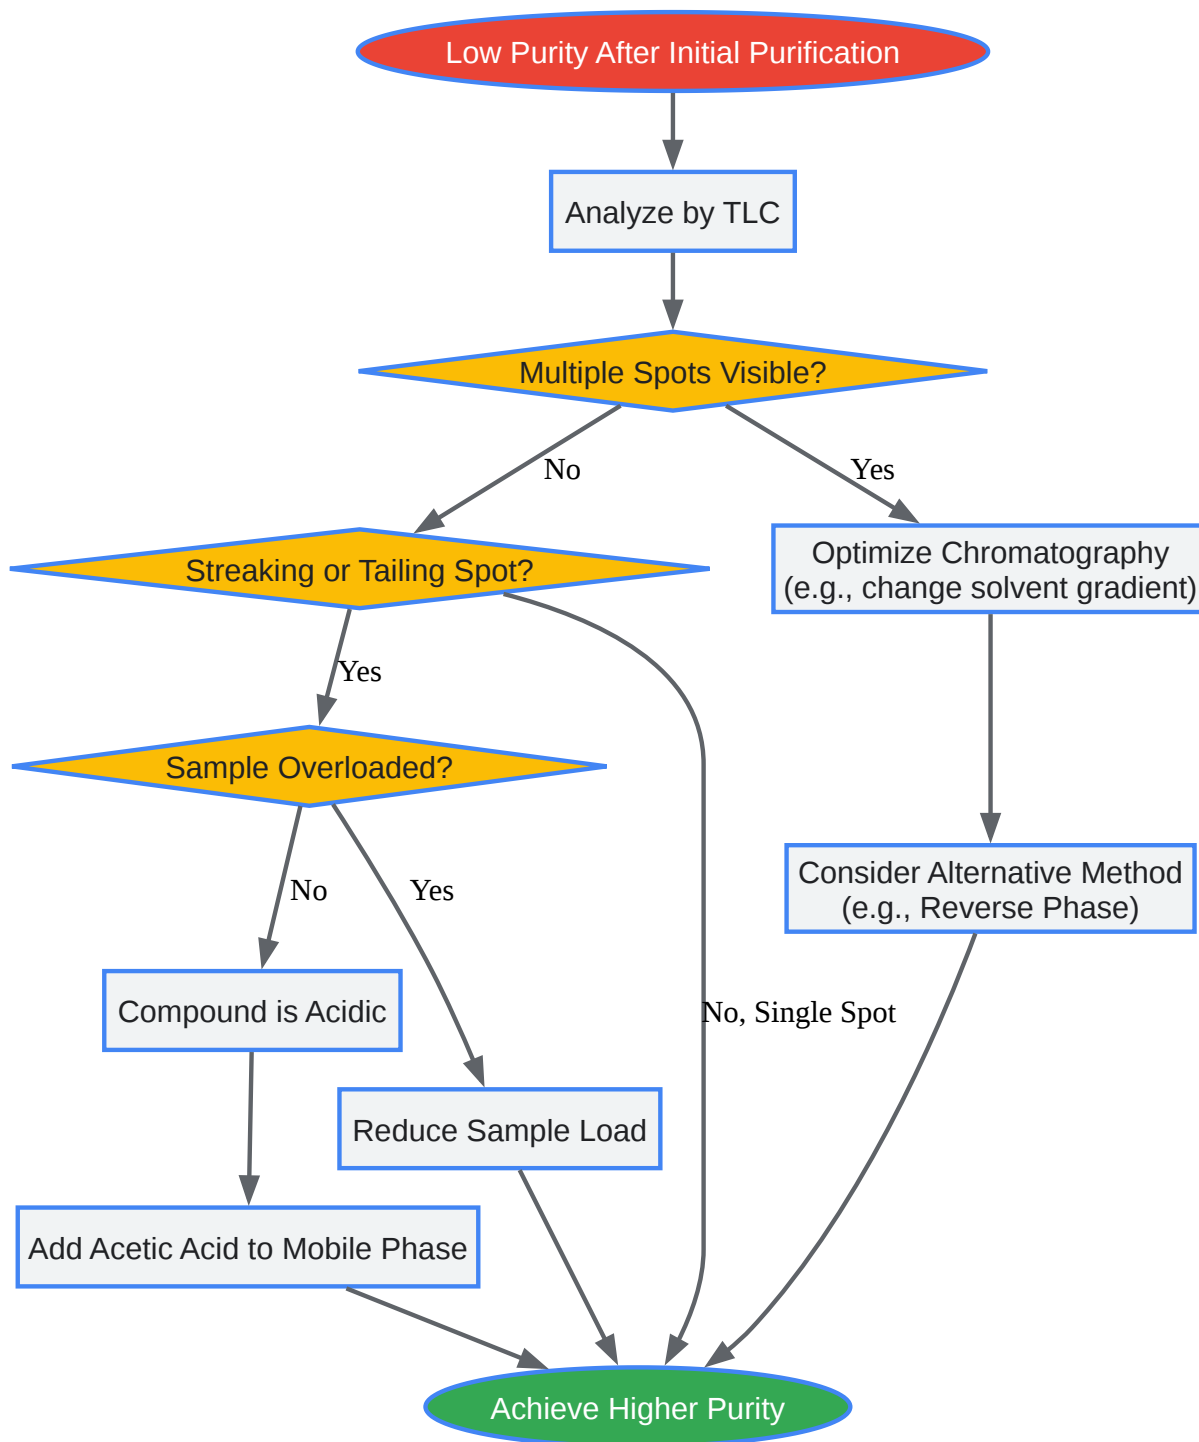 Low Purity After Initial Purification
Analyze by TLC
Multiple Spots Visible?
No
Yes
Streaking or Tailing Spot?
Optimize Chromatography
(e.g., change solvent gradient)
Yes
Sample Overloaded?
No
Yes
Consider Alternative Method
(e.g., Reverse Phase)
Compound is Acidic
No, Single Spot
Reduce Sample Load
Add Acetic Acid to Mobile Phase
Achieve Higher Purity